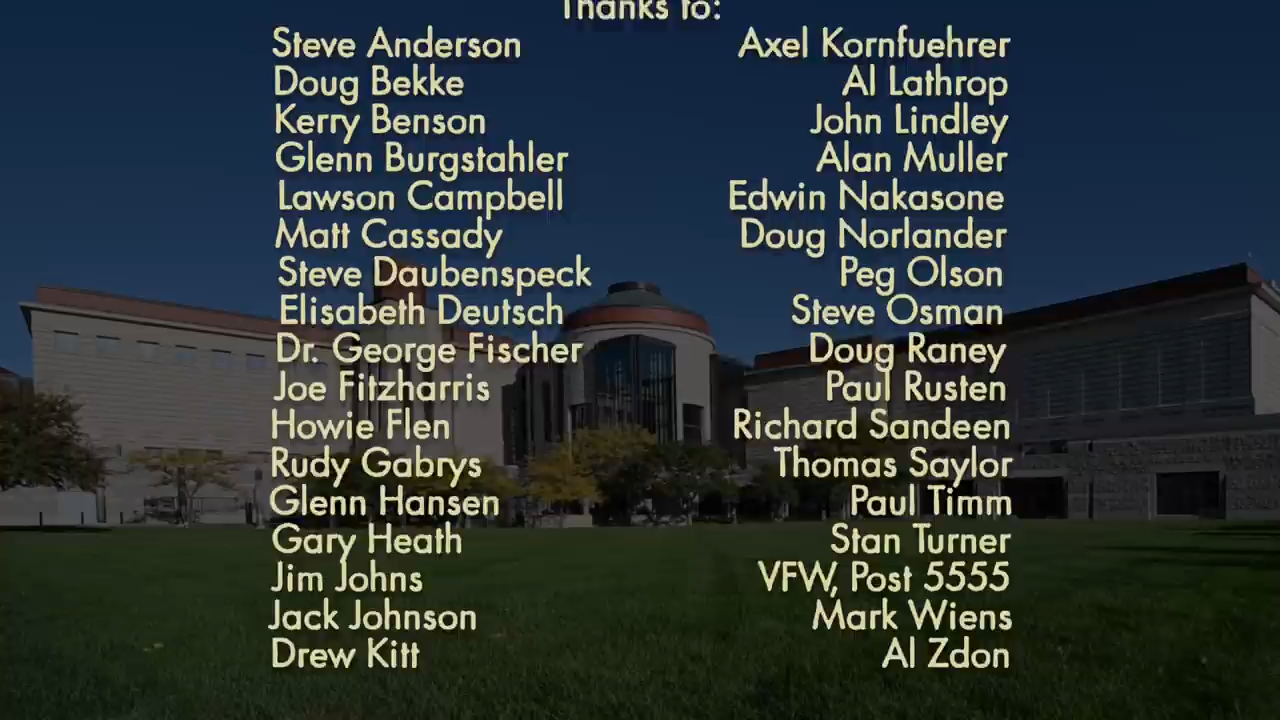 Thanks to:
Steve Anderson
Doug Bekke
Kerry Benson
Glenn Burgstahler
Lawson Campbell
Matt Cassady
Steve Daubenspeck
Elisabeth Deutsch
Dr. George Fischer
Joe Fitzharris
Howie Flen
Rudy Gabrys
Glenn Hansen
Gary Heath
Jim Johns
Jack Johnson
Drew Kitt
Axel Kornfuehrer
Al Lathrop
John Lindley
Alan Muller
Edwin Nakasone
Doug Norlander
Peg Olson
Steve Osman
Doug Raney
Paul Rusten
Richard Sandeen
Thomas Saylor
Paul Timm
Stan Turner
VFW, Post 5555
Mark Wiens
Al Zdon